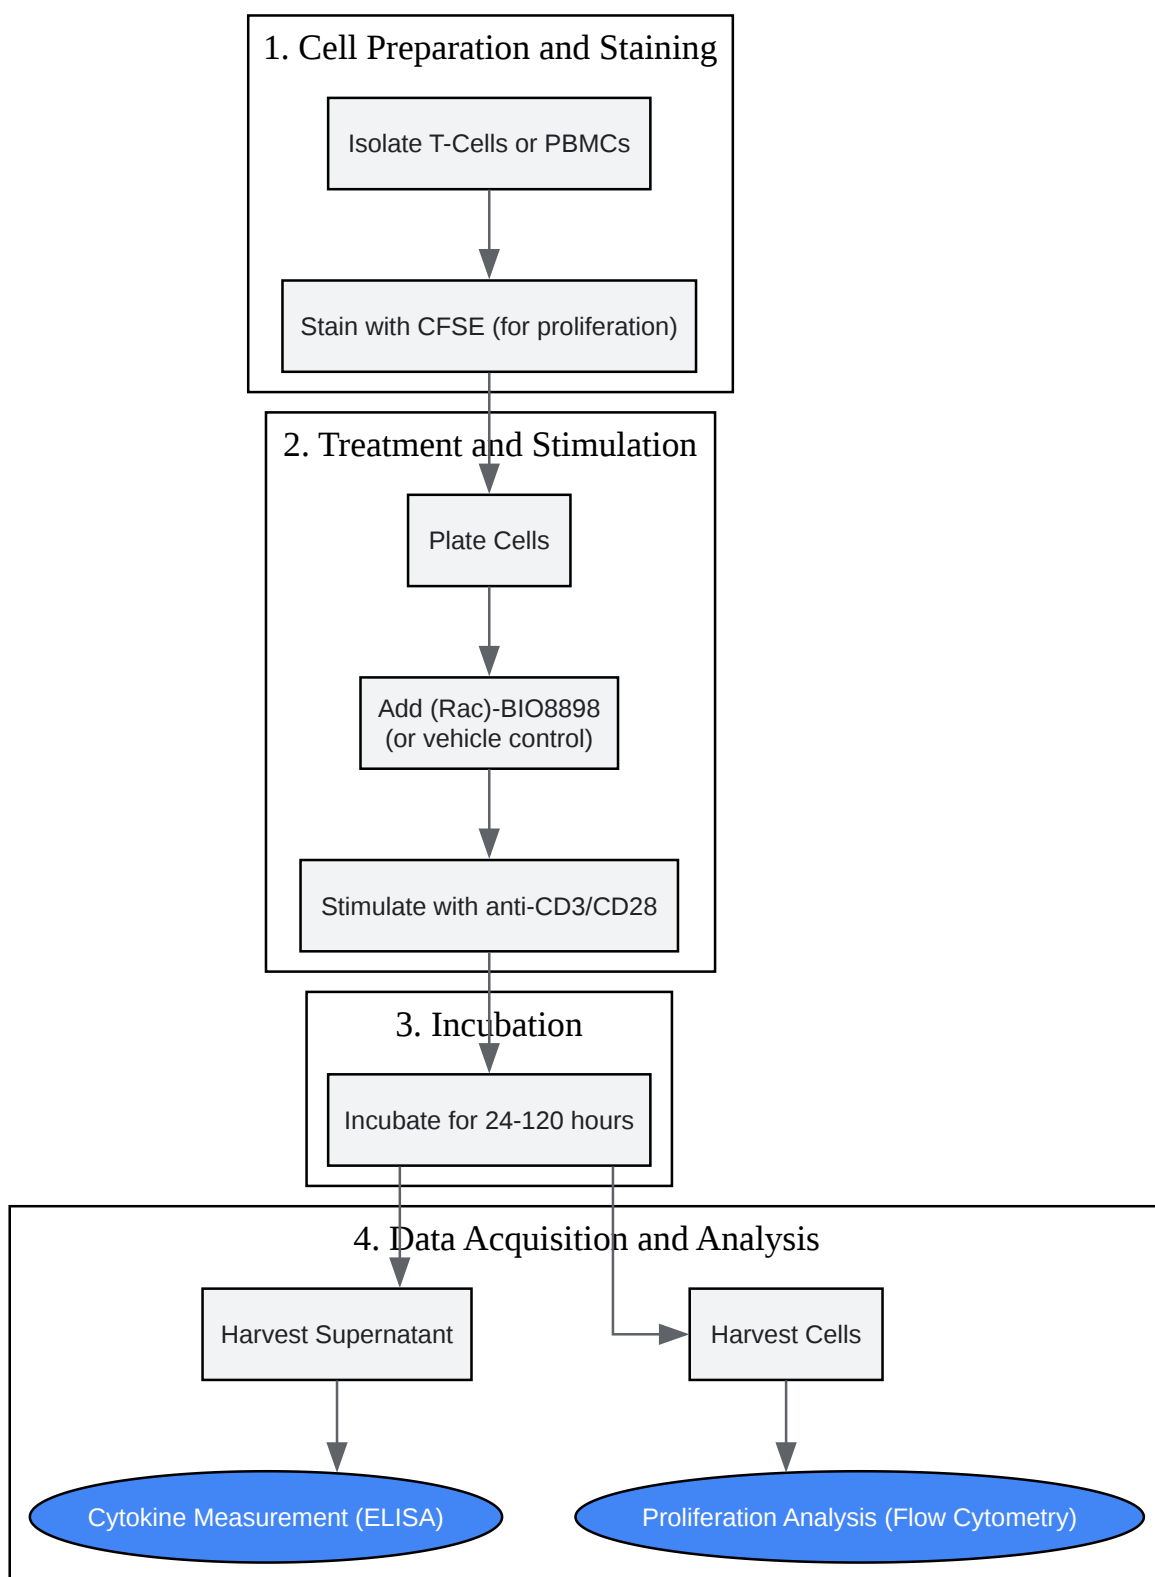 1. Cell Preparation and Staining
Isolate T-Cells or PBMCs
Stain with CFSE (for proliferation)
2. Treatment and Stimulation
Plate Cells
Add (Rac)-BIO8898
(or vehicle control)
Stimulate with anti-CD3/CD28
3. Incubation
Incubate for 24-120 hours
4. Data Acquisition and Analysis
Harvest Supernatant
Harvest Cells
Cytokine Measurement (ELISA)
Proliferation Analysis (Flow Cytometry)